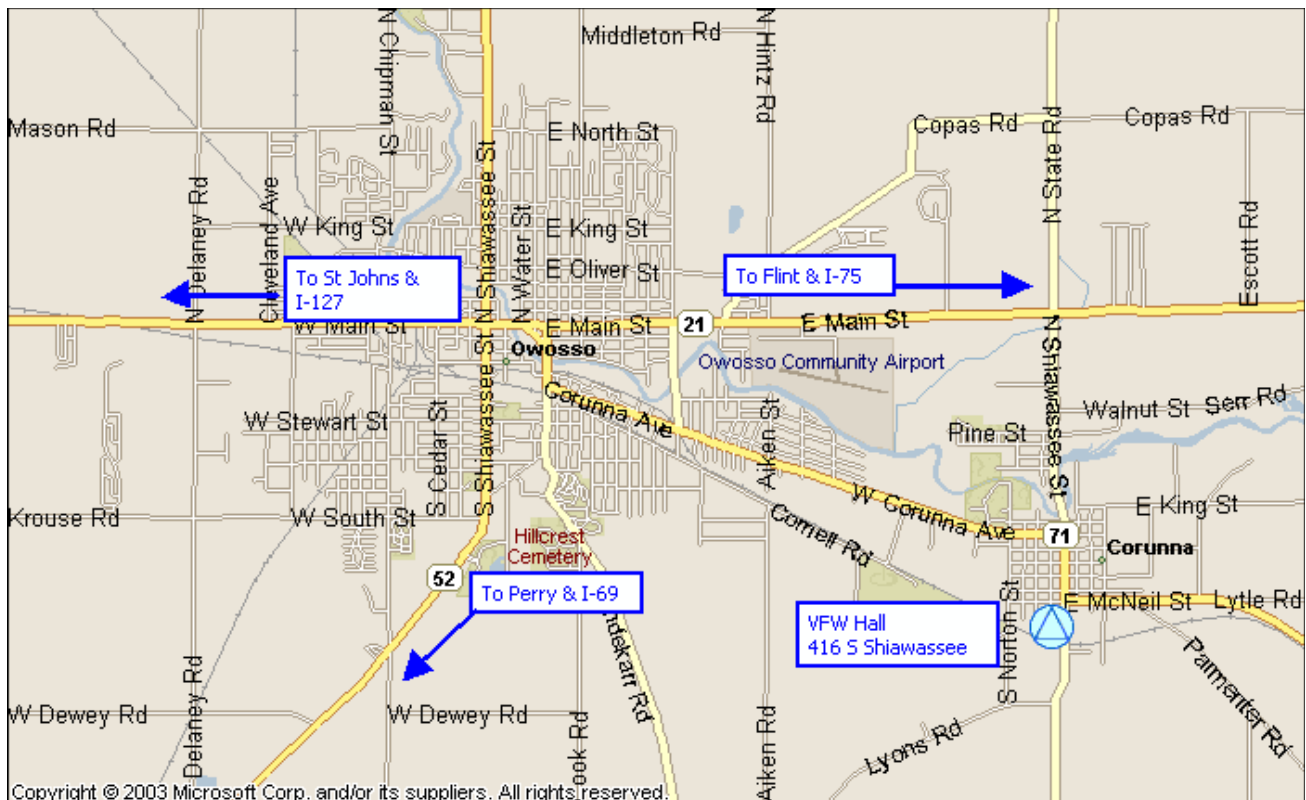 Middleton Rd
N Chipman St
N Hintz Rd
Mason Rd
E North St
Copas Rd
Copas Rd
N State Rd
N Delaney Rd
Cleveland Ave
W King St
N Shiawassee St
N Water St
E King St
E Oliver St
Escott Rd
To St Johns &
I-127
To Flint & I-75
W Main St
E Main St
21
E Main St
Owosso
Owosso Community Airport
N Shiawassee St
Corunna Ave
W Stewart St
S Cedar St
S Shiawassee St
Aiken St
Walnut St
Serr Rd
Pine St
Krouse Rd
W South St
W Corunna Ave
Cornell Rd
E King St
71
Corunna
Hillcrest
Cemetery
52
To Perry & I-69
VFW Hall
416 S Shiawassee
S Norton St
E McNeil St
Lytle Rd
Parmenter Rd
Delaney Rd
W Dewey Rd
W Dewey Rd
ook Rd
ndekarr Rd
Aiken Rd
Lyons Rd
Copyright © 2003 Microsoft Corp. and/or its suppliers. All rights reserved.